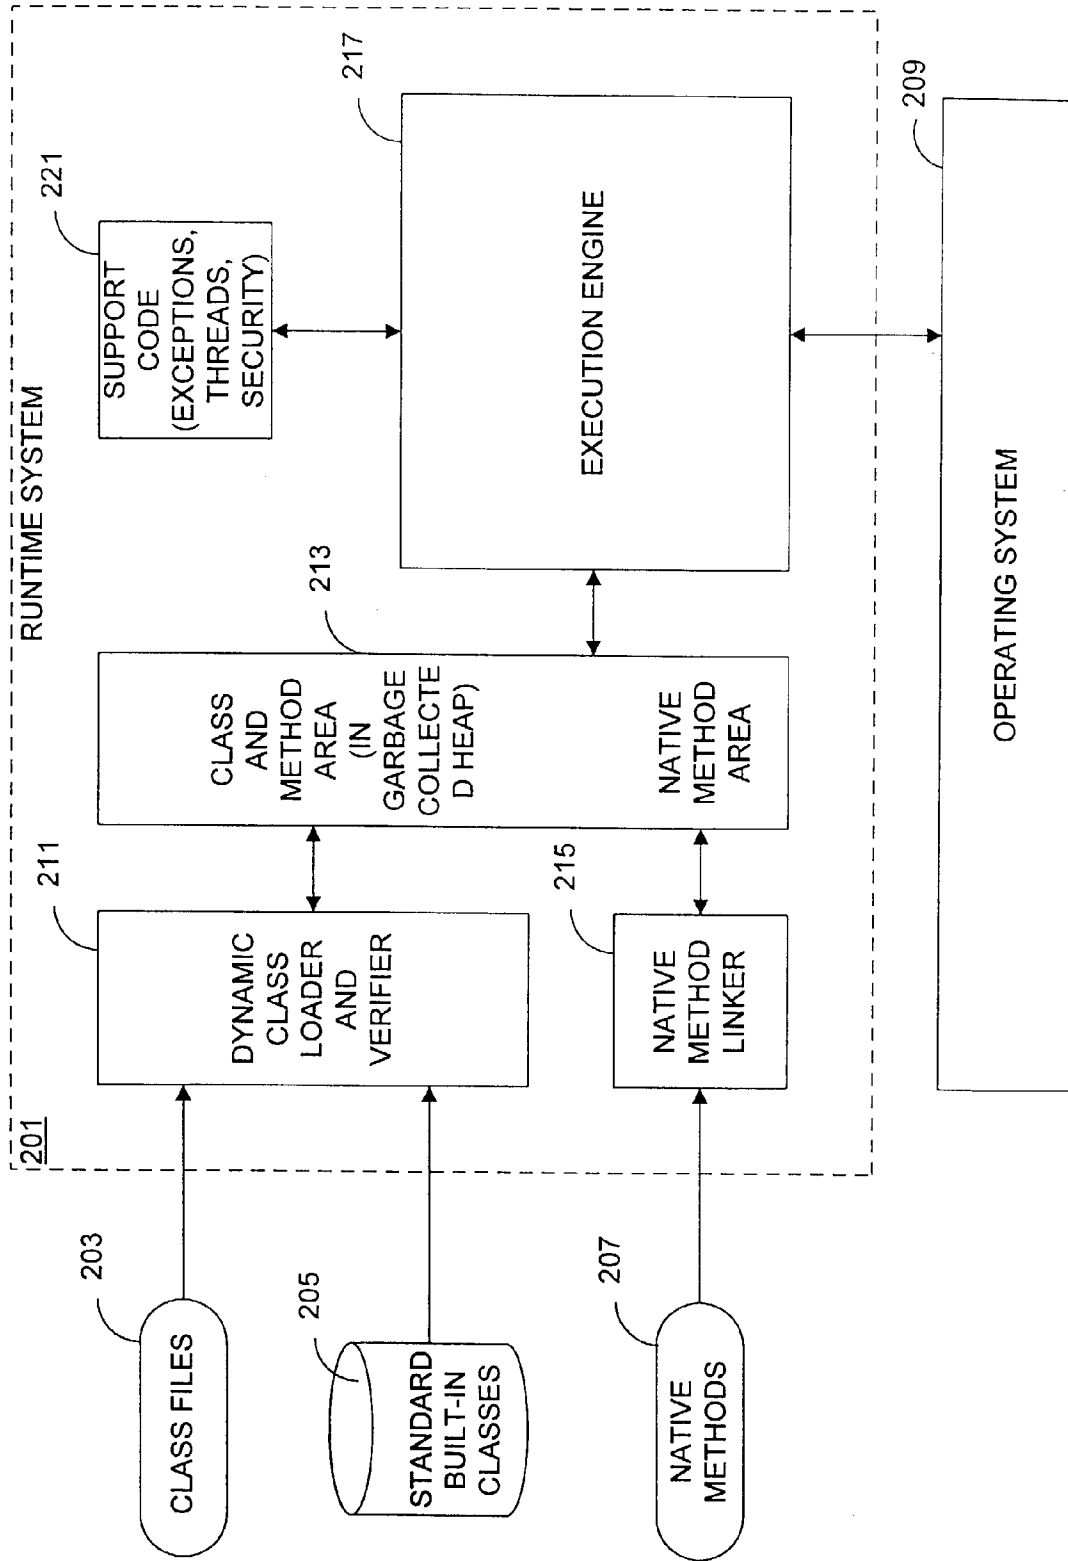 RUNTIME SYSTEM
201
203
CLASS FILES
205
STANDARD
BUILT-IN
CLASSES
207
NATIVE
METHODS
211
DYNAMIC
CLASS
LOADER
AND
VERIFIER
215
NATIVE
METHOD
LINKER
213
CLASS
AND
METHOD
AREA
(IN
GARBAGE
COLLECTE
D HEAP)
NATIVE
METHOD
AREA
221
SUPPORT
CODE
(EXCEPTIONS,
THREADS,
SECURITY)
217
EXECUTION ENGINE
209
OPERATING SYSTEM